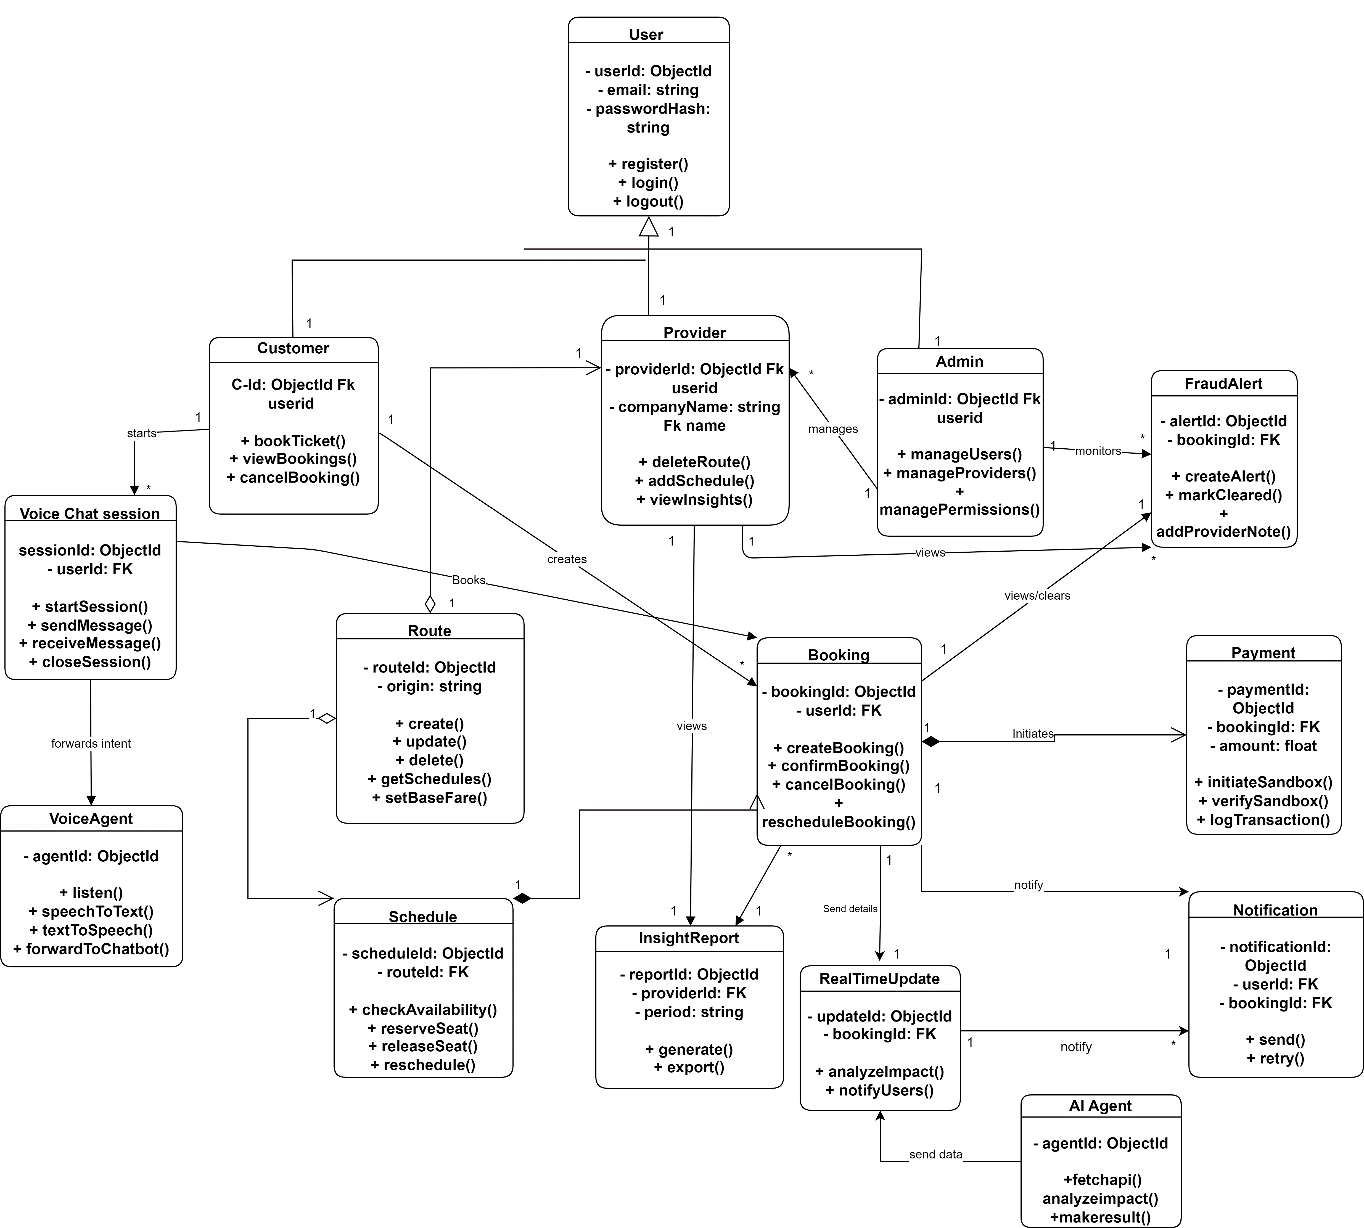 User
- userId: ObjectId
- email: string
- passwordHash:
string
+ register()
+ login()
+ logout()
1
1
1
1
Customer
C-Id: ObjectId Fk
userid
+ bookTicket()
+ viewBookings()
+ cancelBooking()
1
1
starts
*
1
Provider
- providerId: ObjectId Fk
userid
- companyName: string
Fk name
+ deleteRoute()
+ addSchedule()
+ viewInsights()
*
manages
1
Admin
- adminId: ObjectId Fk
userid
+ manageUsers()
+ manageProviders()
+
managePermissions()
1
monitors
*
FraudAlert
- alertId: ObjectId
- bookingId: FK
+ createAlert()
+ markCleared()
+
addProviderNote()
1
1
1
views
*
Voice Chat session
sessionId: ObjectId
- userId: FK
+ startSession()
+ sendMessage()
+ receiveMessage()
+ closeSession()
Books
creates
*
views/clears
1
1
Route
- routeId: ObjectId
- origin: string
+ create()
+ update()
+ delete()
+ getSchedules()
+ setBaseFare()
1
views
forwards intent
Booking
- bookingId: ObjectId
- userId: FK
+ createBooking()
+ confirmBooking()
+ cancelBooking()
+
rescheduleBooking()
1
Initiates
1
Payment
- paymentId:
ObjectId
- bookingId: FK
- amount: float
+ initiateSandbox()
+ verifySandbox()
+ logTransaction()
VoiceAgent
- agentId: ObjectId
+ listen()
+ speechToText()
+ textToSpeech()
+ forwardToChatbot()
1
Schedule
- scheduleId: ObjectId
- routeId: FK
+ checkAvailability()
+ reserveSeat()
+ releaseSeat()
+ reschedule()
*
1
1
InsightReport
- reportId: ObjectId
- providerId: FK
- period: string
+ generate()
+ export()
1
Send details
1
RealTimeUpdate
- updateId: ObjectId
- bookingId: FK
+ analyzeImpact()
+ notifyUsers()
notify
1
Notification
- notificationId:
ObjectId
- userId: FK
- bookingId: FK
+ send()
+ retry()
1
notify
*
send data
AI Agent
- agentId: ObjectId
+fetchapi()
analyzeimpact()
+makeresult()